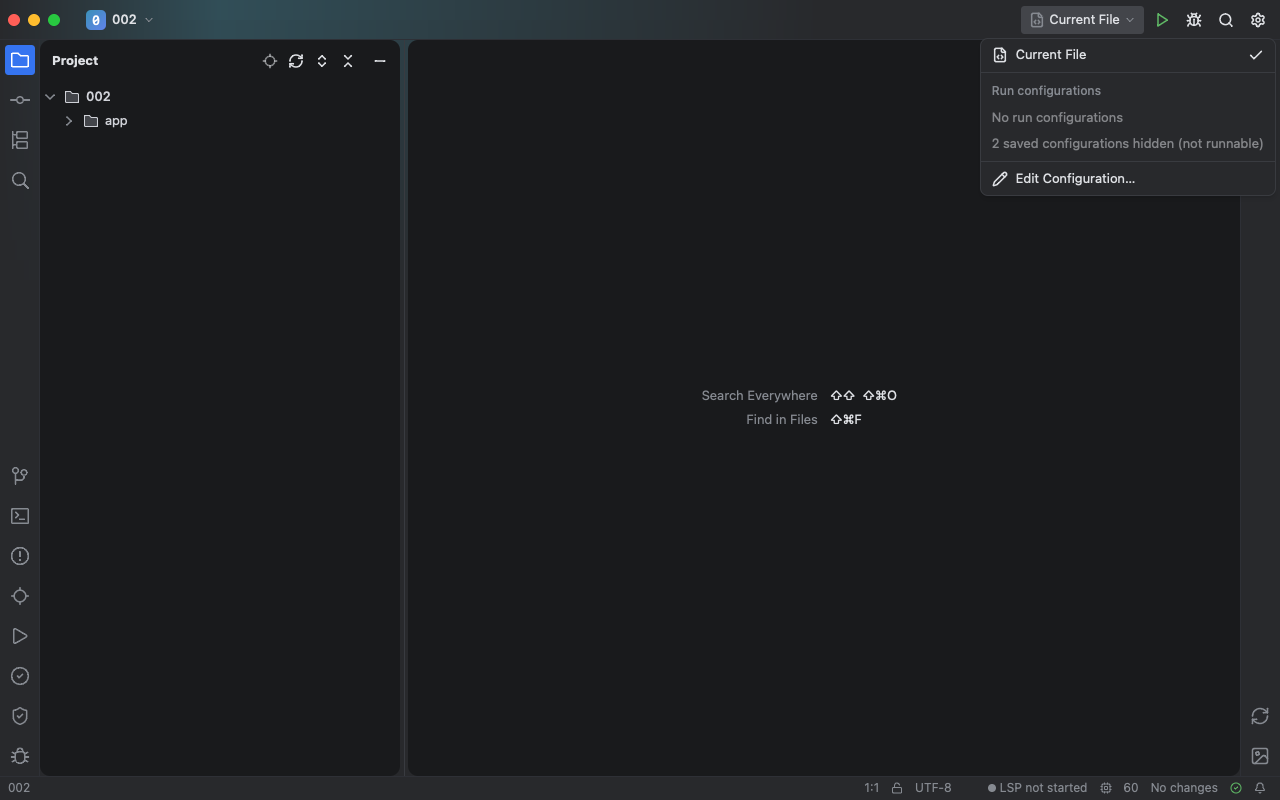 0 002
Current File
Project
002
app
Current File
Run configurations
No run configurations
2 saved configurations hidden (not runnable)
Edit Configuration...
Search Everywhere ⇧⇧ ⇧⌘O
Find in Files ⇧⌘F
002
1:1
UTF-8
LSP not started
60
No changes